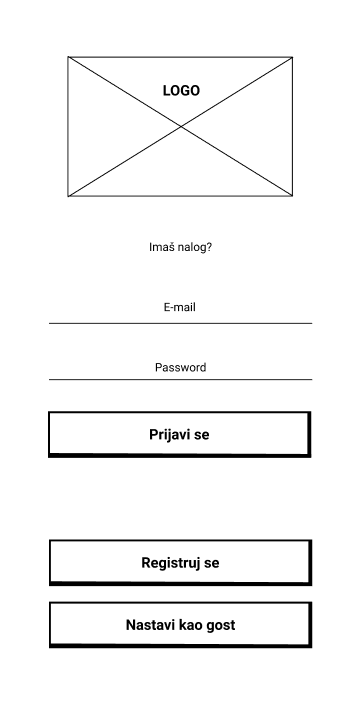 LOGO
Imaš nalog?
E-mail
Password
Prijavi se
Registruj se
Nastavi kao gost